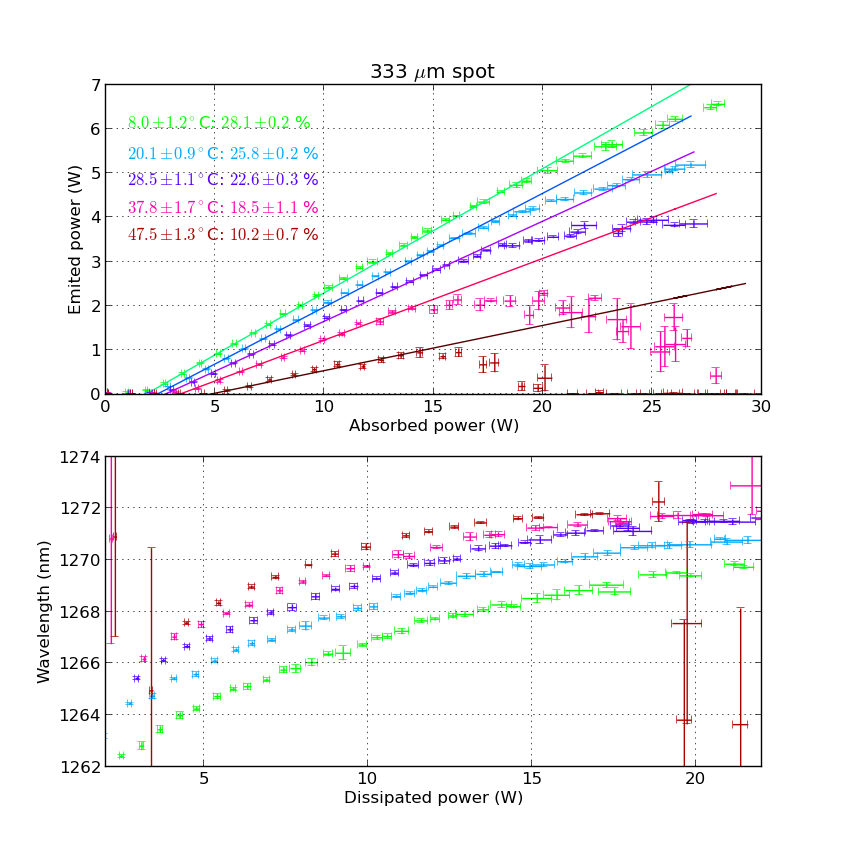 333 μm spot
Emited power (W)
7
6
5
4
3
2
1
0
8.0±1.2°C: 28.1±0.2 %
20.1±0.9°C: 25.8±0.2 %
28.5±1.1°C: 22.6±0.3 %
37.8±1.7°C: 18.5±1.1 %
47.5±1.3°C: 10.2±0.7 %
0 5 10 15 20 25 30
Absorbed power (W)
Wavelength (nm)
1274
1272
1270
1268
1266
1264
1262
5 10 15 20
Dissipated power (W)